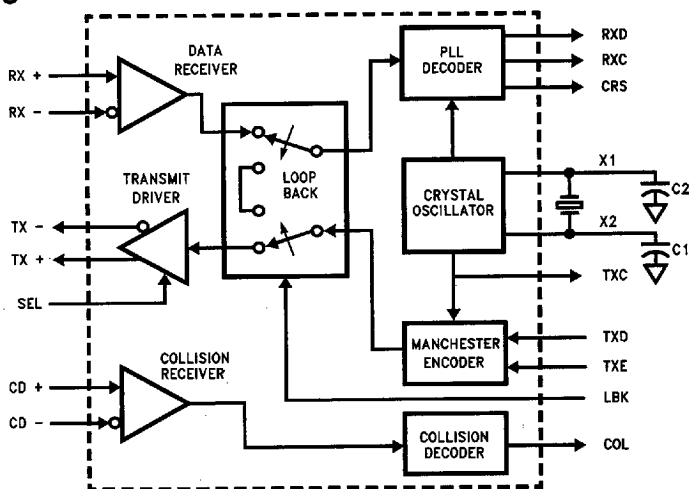 DATA
RECEIVER
RX +
RX -
PLL
DECODER
RXD
RXC
CRS
LOOP
BACK
TRANSMIT
DRIVER
TX -
TX +
SEL
CRYSTAL
OSCILLATOR
X1
X2
C2
C1
TXC
MANCHESTER
ENCODER
TXD
TXE
LBK
COLLISION
RECEIVER
CD +
CD -
COLLISION
DECODER
COL